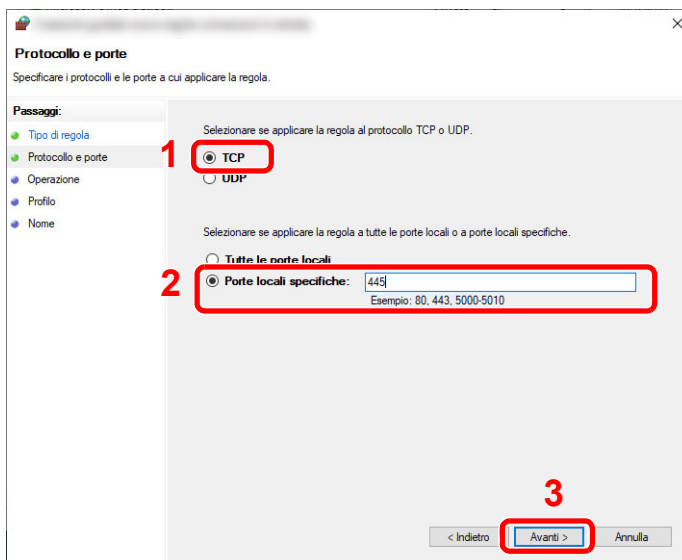 Protocollo e porte
Specificare i protocolli e le porte a cui applicare la regola.
Passaggi:
Tipo di regola
Protocollo e porte
Operazione
Profilo
Nome
Selezionare se applicare la regola al protocollo TCP o UDP.
1
TCP
UDP
Selezionare se applicare la regola a tutte le porte locali o a porte locali specifiche.
Tutte le porte locali
2
Porte locali specifiche: 445
Esempio: 80, 443, 5000-5010
3
< Indietro Avanti > Annulla